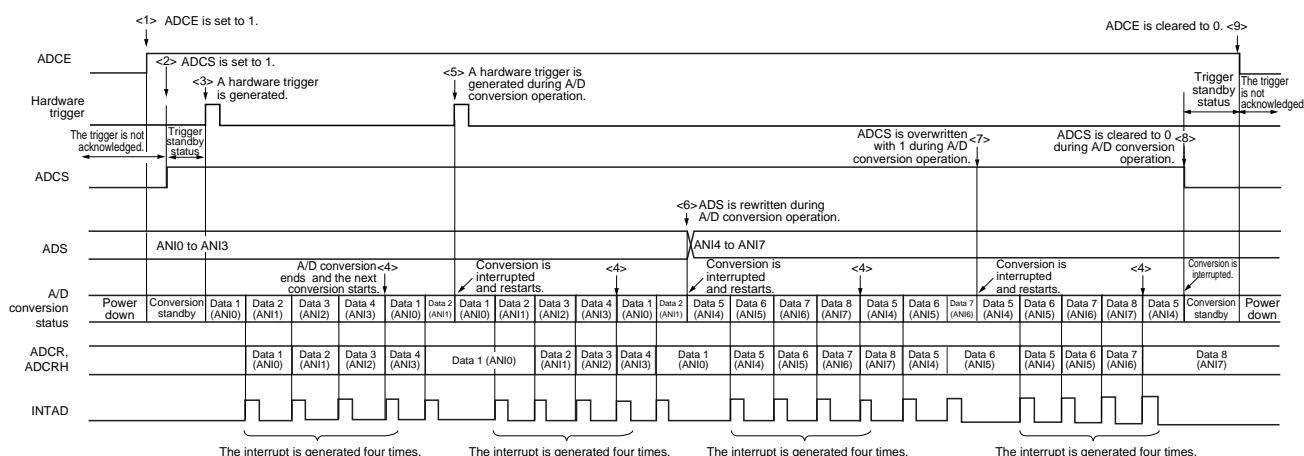 <1> ADCE is set to 1.
ADCE is cleared to 0. <9>
ADCE
<2> ADCS is set to 1.
<3> A hardware trigger
is generated.
<5> A hardware trigger is
generated during A/D
conversion operation.
Trigger
standby
status
The trigger
is not
acknowledged
Hardware
trigger
The trigger is not
acknowledged.
Trigger
standby
status
ADCS is overwritten <7>
with 1 during A/D
conversion operation.
ADCS is cleared to 0 <8>
during A/D conversion
operation.
ADCS
<6> ADS is rewritten during
A/D conversion operation.
ADS
ANI0 to ANI3
ANI4 to ANI7
A/D conversion <4>
ends and the next
conversion starts.
Conversion is
interrupted
and restarts.
<4>
Conversion is
interrupted
and restarts.
<4>
Conversion is
interrupted
and restarts.
<4>
Conversion is
interrupted.
A/D
conversion
status
Power
down
Conversion
standby
Data 1
(ANI0)
Data 2
(ANI1)
Data 3
(ANI2)
Data 4
(ANI3)
Data 1
(ANI0)
Data 2
(ANI1)
Data 1
(ANI0)
Data 2
(ANI1)
Data 3
(ANI2)
Data 4
(ANI3)
Data 1
(ANI0)
Data 2
(ANI1)
Data 5
(ANI4)
Data 6
(ANI5)
Data 7
(ANI6)
Data 8
(ANI7)
Data 5
(ANI4)
Data 6
(ANI5)
Data 7
(ANI6)
Data 5
(ANI4)
Data 6
(ANI5)
Data 7
(ANI6)
Data 8
(ANI7)
Data 5
(ANI4)
Conversion
standby
Power
down
ADCR,
ADCRH
Data 1
(ANI0)
Data 2
(ANI1)
Data 3
(ANI2)
Data 4
(ANI3)
Data 1 (ANI0)
Data 2
(ANI1)
Data 3
(ANI2)
Data 4
(ANI3)
Data 1
(ANI0)
Data 5
(ANI4)
Data 6
(ANI5)
Data 7
(ANI6)
Data 8
(ANI7)
Data 5
(ANI4)
Data 6
(ANI5)
Data 5
(ANI4)
Data 6
(ANI5)
Data 7
(ANI6)
Data 8
(ANI7)
INTAD
The interrupt is generated four times.
The interrupt is generated four times.
The interrupt is generated four times.
The interrupt is generated four times.